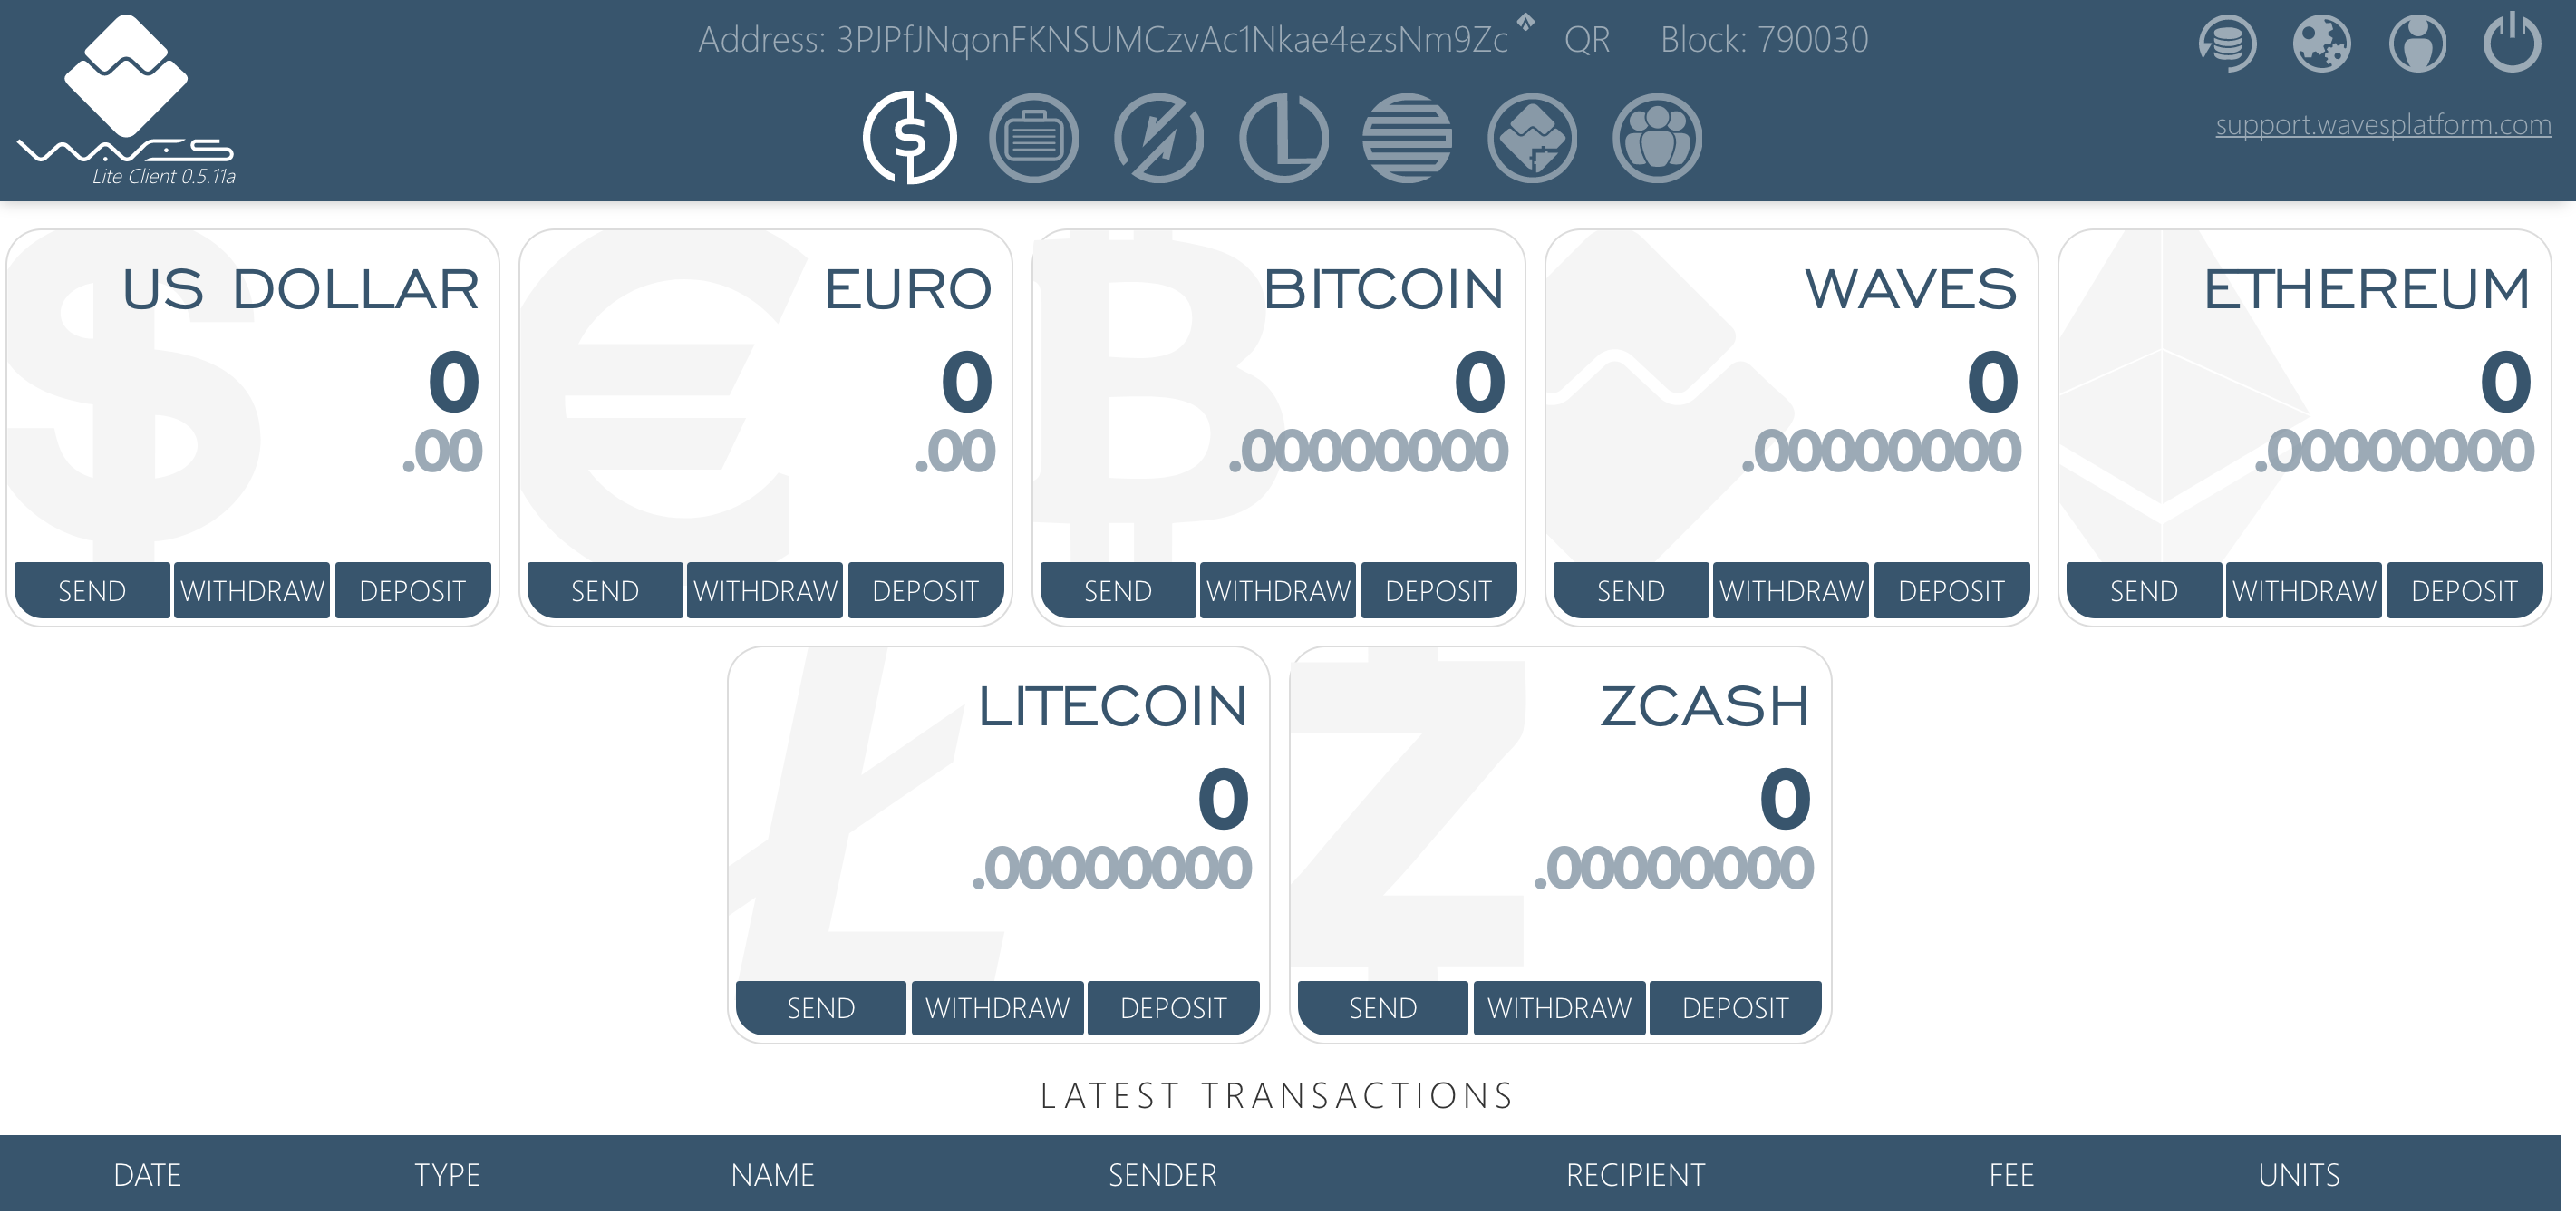 Address: 3PJPfJNqonFKNSUMCzvAc1Nkae4ezsNm9Zc QR Block: 790030
WAVES
Lite Client 0.5.11a
support.wavesplatform.com
US DOLLAR
0
.00
SEND WITHDRAW DEPOSIT
EURO
0
.00
SEND WITHDRAW DEPOSIT
BITCOIN
0
.00000000
SEND WITHDRAW DEPOSIT
WAVES
0
.00000000
SEND WITHDRAW DEPOSIT
ETHEREUM
0
.00000000
SEND WITHDRAW DEPOSIT
LITECOIN
0
.00000000
SEND WITHDRAW DEPOSIT
ZCASH
0
.00000000
SEND WITHDRAW DEPOSIT
LATEST TRANSACTIONS
DATE TYPE NAME SENDER RECIPIENT FEE UNITS